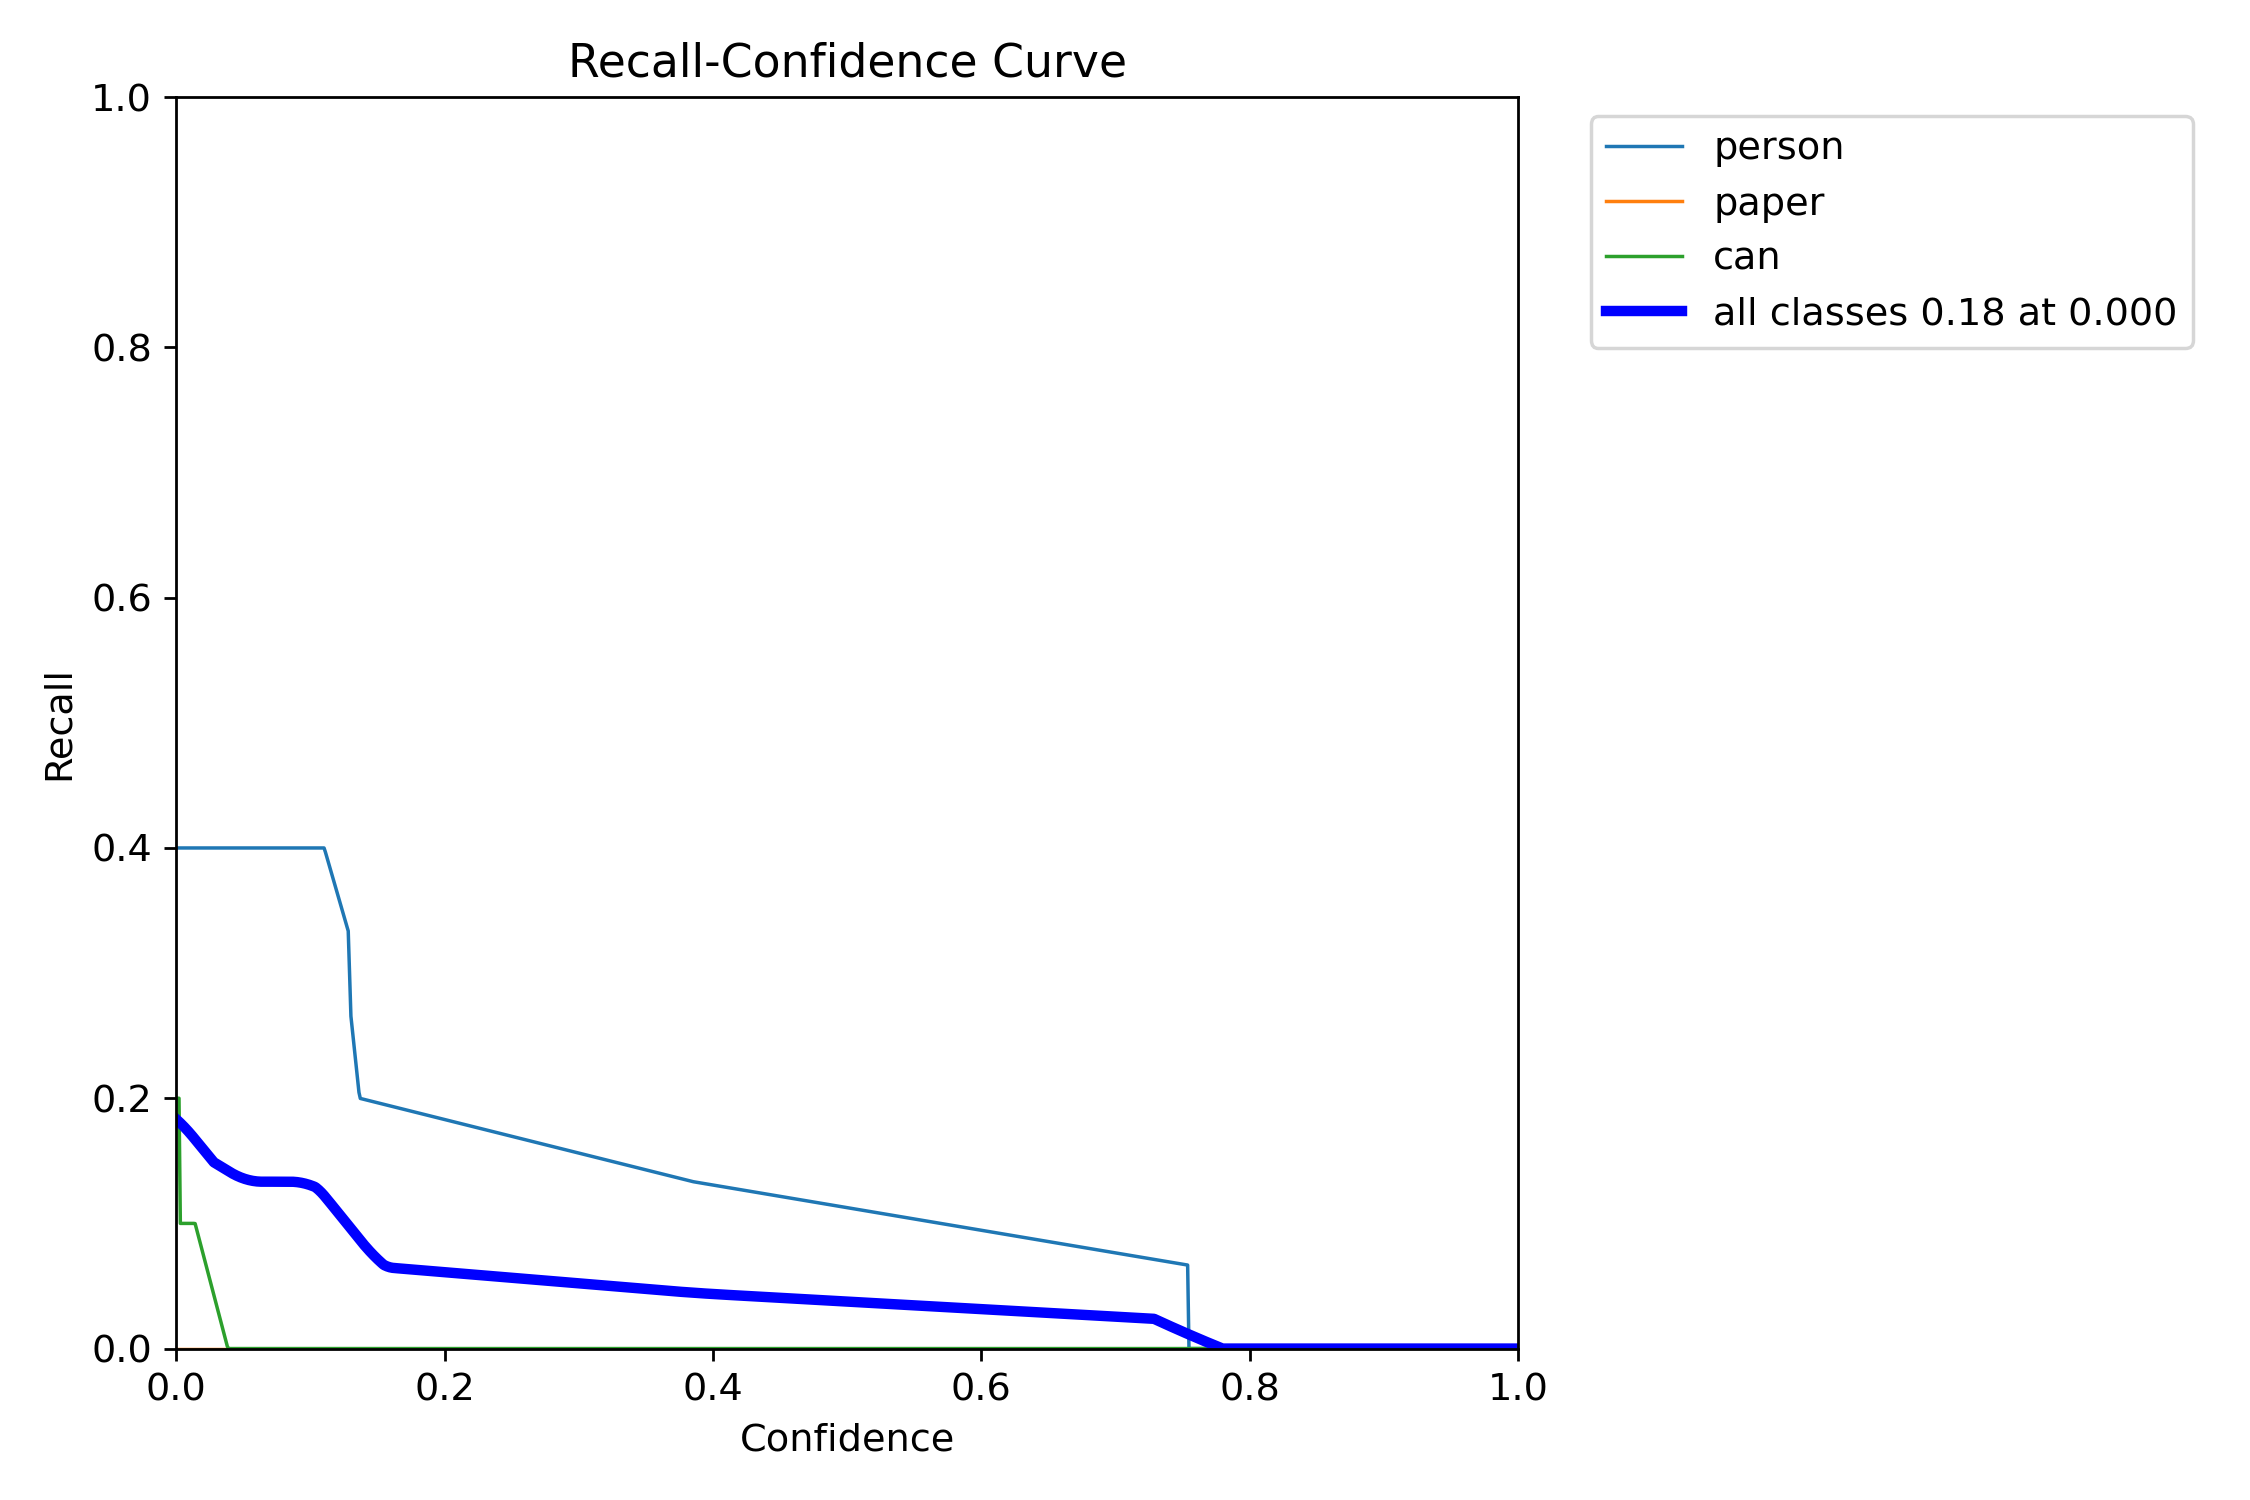 Recall-Confidence Curve
1.0
0.8
0.6
0.4
0.2
0.0
Recall
0.0 0.2 0.4 0.6 0.8 1.0
Confidence
person
paper
can
all classes 0.18 at 0.000